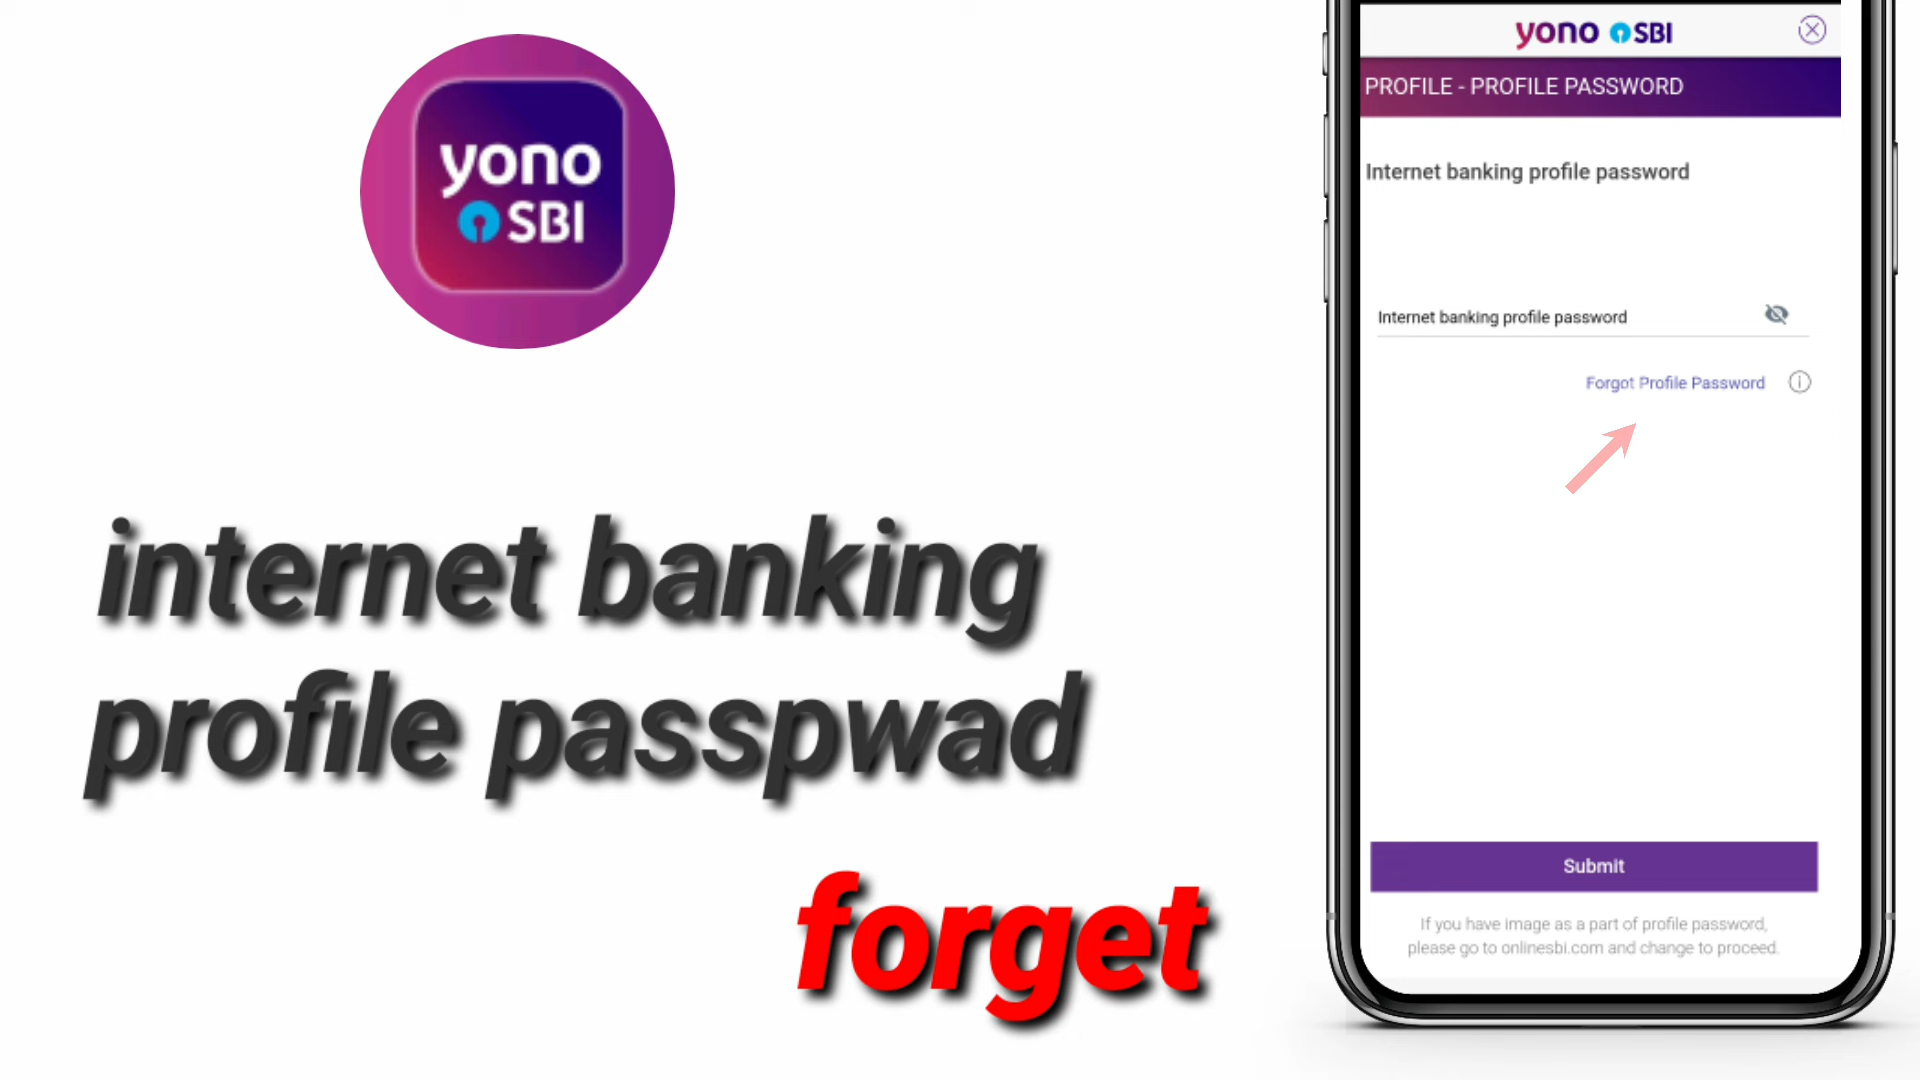 yono
SBI
internet banking
profile passpwad
forget
yono SBI
PROFILE - PROFILE PASSWORD
Internet banking profile password
Internet banking profile password
Forgot Profile Password
Submit
If you have image as a part of profile password,
please go to onlinesbi.com and change to proceed.